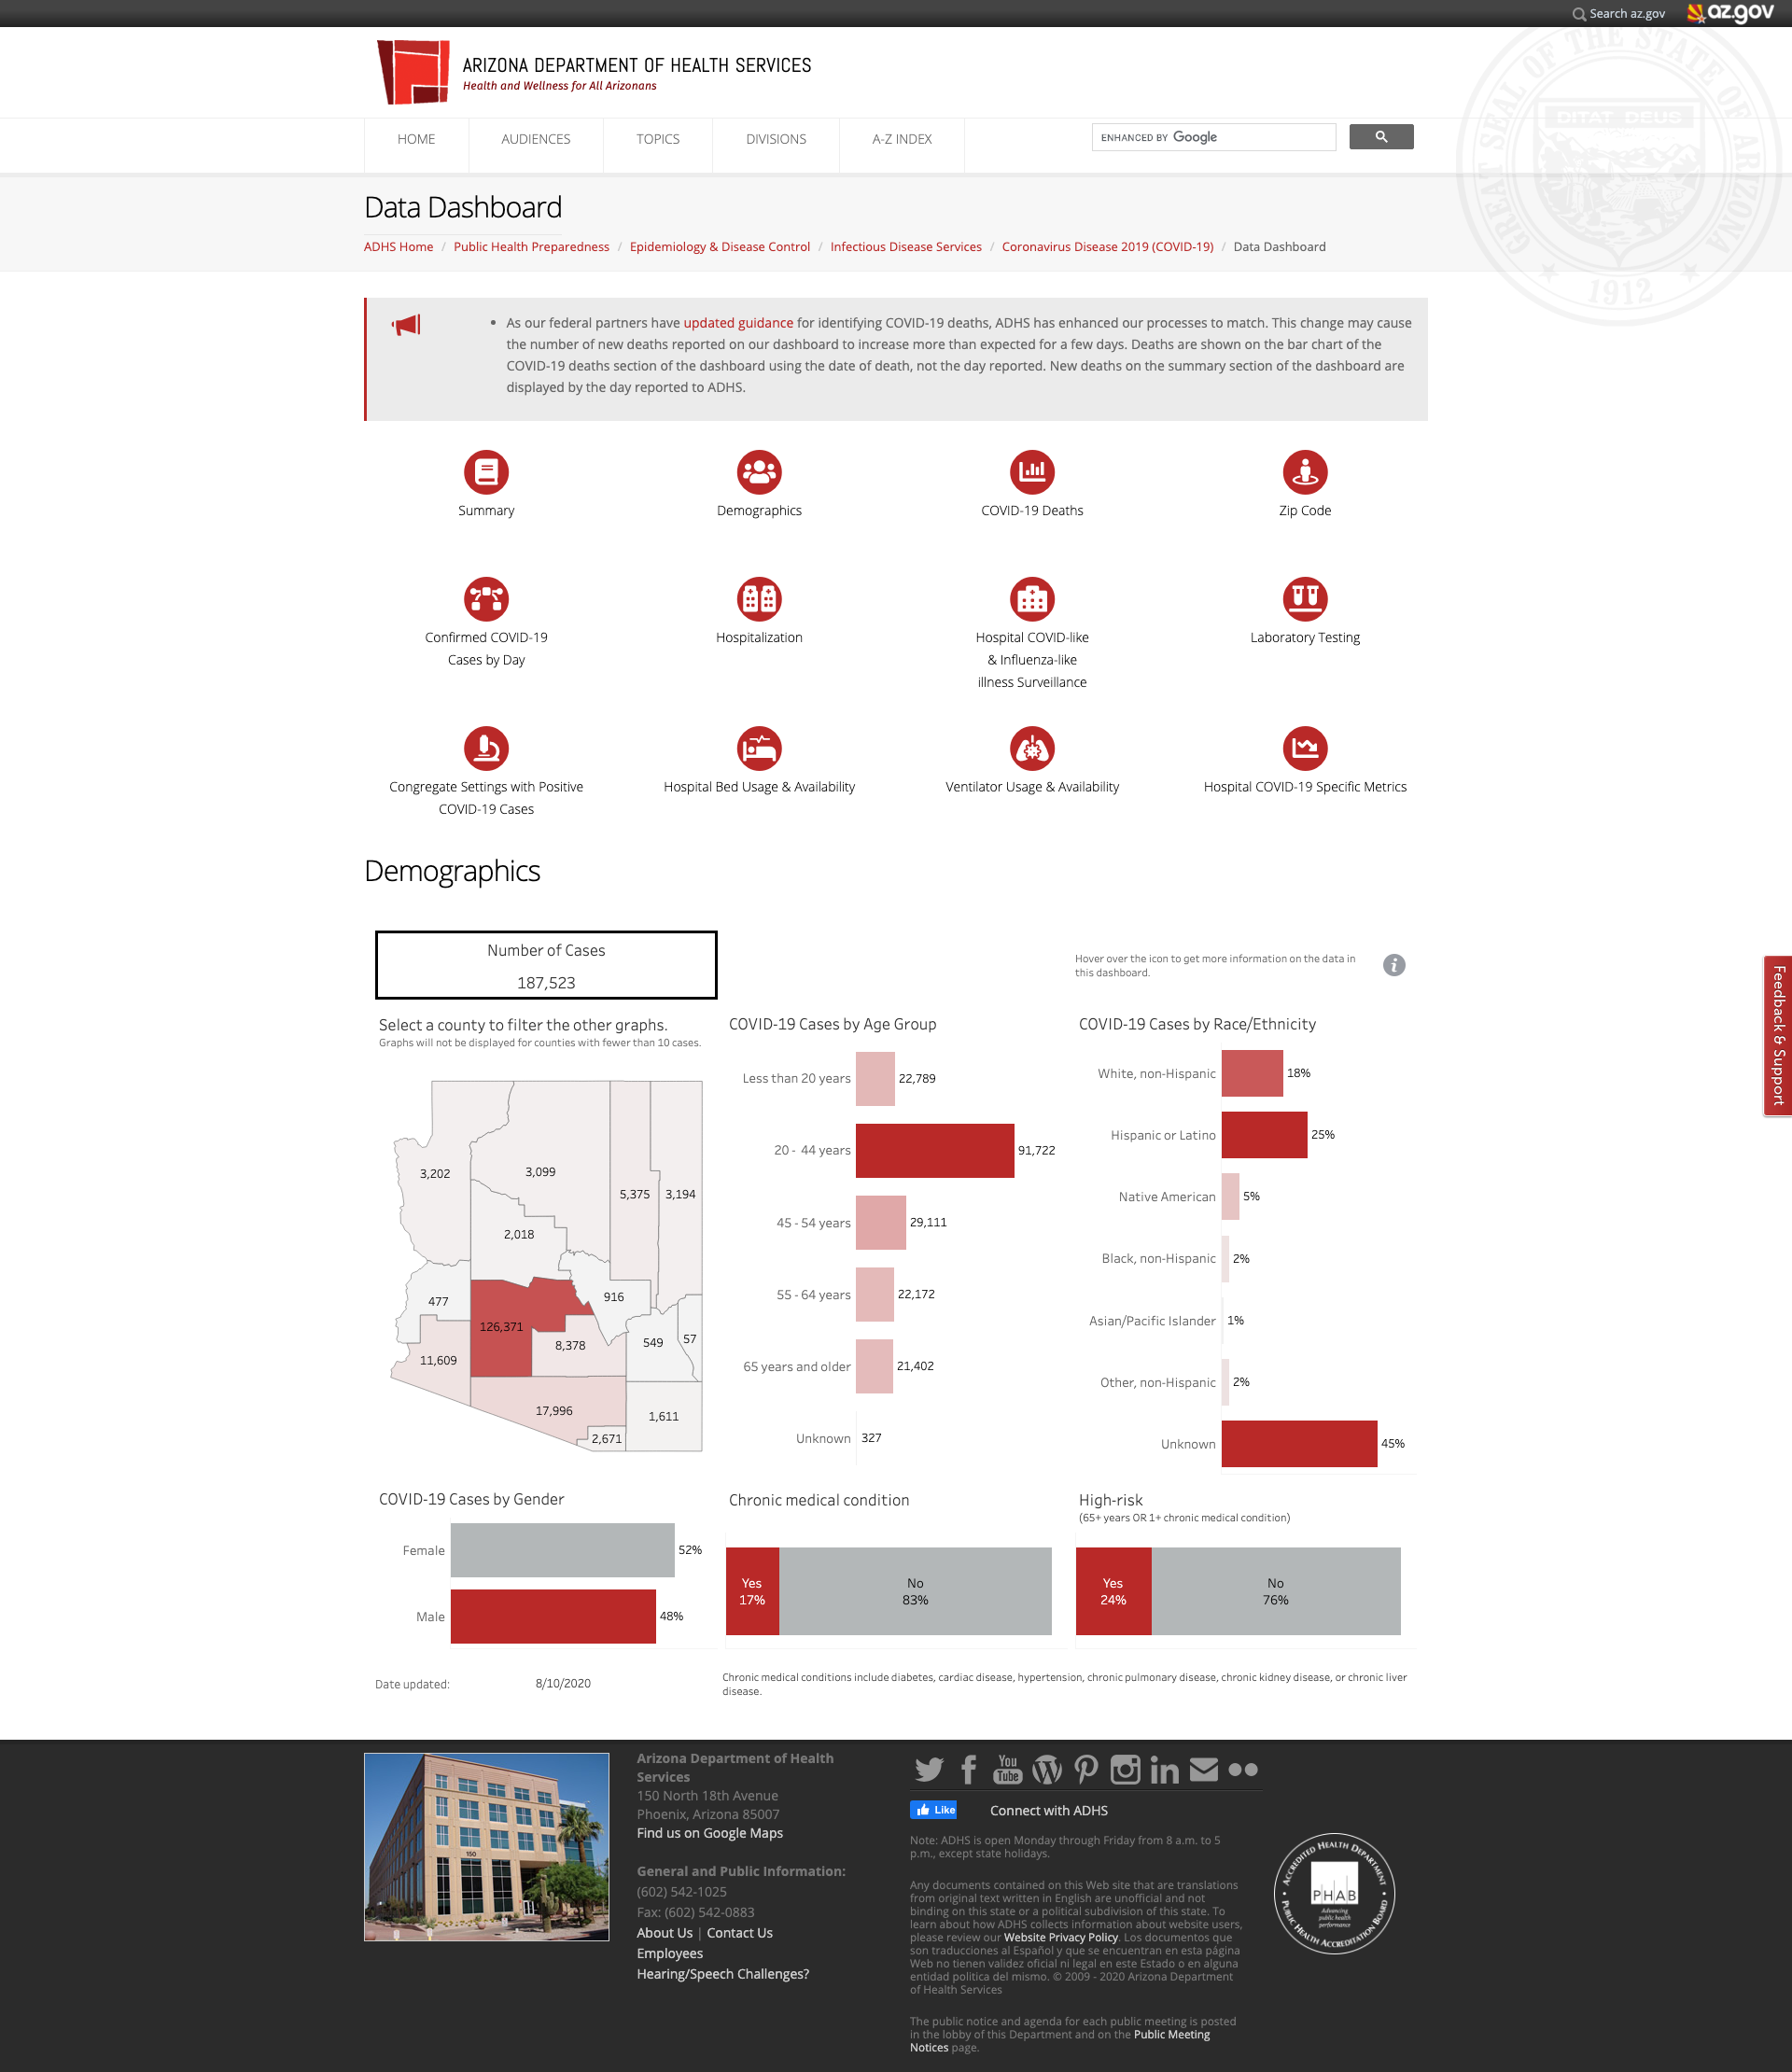 Search az.gov
az.gov
ARIZONA DEPARTMENT OF HEALTH SERVICES
Health and Wellness for All Arizonans
GREAT SEAL OF THE STATE OF ARIZONA
DITAT DEUS
1912
HOME
AUDIENCES
TOPICS
DIVISIONS
A-Z INDEX
ENHANCED BY Google
Data Dashboard
ADHS Home / Public Health Preparedness / Epidemiology & Disease Control / Infectious Disease Services / Coronavirus Disease 2019 (COVID-19) / Data Dashboard
• As our federal partners have updated guidance for identifying COVID-19 deaths, ADHS has enhanced our processes to match. This change may cause
the number of new deaths reported on our dashboard to increase more than expected for a few days. Deaths are shown on the bar chart of the
COVID-19 deaths section of the dashboard using the date of death, not the day reported. New deaths on the summary section of the dashboard are
displayed by the day reported to ADHS.
Summary
Demographics
COVID-19 Deaths
Zip Code
Confirmed COVID-19
Cases by Day
Hospitalization
Hospital COVID-like
& Influenza-like
illness Surveillance
Laboratory Testing
Congregate Settings with Positive
COVID-19 Cases
Hospital Bed Usage & Availability
Ventilator Usage & Availability
Hospital COVID-19 Specific Metrics
Demographics
Number of Cases
187,523
Hover over the icon to get more information on the data in
this dashboard.
i
Feedback & Support
Select a county to filter the other graphs.
Graphs will not be displayed for counties with fewer than 10 cases.
3,202
3,099
5,375
3,194
2,018
477
916
126,371
8,378
549
57
11,609
17,996
1,611
2,671
COVID-19 Cases by Age Group
Less than 20 years 22,789
20 - 44 years 91,722
45 - 54 years 29,111
55 - 64 years 22,172
65 years and older 21,402
Unknown 327
COVID-19 Cases by Race/Ethnicity
White, non-Hispanic 18%
Hispanic or Latino 25%
Native American 5%
Black, non-Hispanic 2%
Asian/Pacific Islander 1%
Other, non-Hispanic 2%
Unknown 45%
COVID-19 Cases by Gender
Female 52%
Male 48%
Chronic medical condition
Yes
17%
No
83%
High-risk
(65+ years OR 1+ chronic medical condition)
Yes
24%
No
76%
Date updated: 8/10/2020
Chronic medical conditions include diabetes, cardiac disease, hypertension, chronic pulmonary disease, chronic kidney disease, or chronic liver
disease.
150
Arizona Department of Health
Services
150 North 18th Avenue
Phoenix, Arizona 85007
Find us on Google Maps
General and Public Information:
(602) 542-1025
Fax: (602) 542-0883
About Us | Contact Us
Employees
Hearing/Speech Challenges?
You
Tube
in
Like
Connect with ADHS
Note: ADHS is open Monday through Friday from 8 a.m. to 5
p.m., except state holidays.
Any documents contained on this Web site that are translations
from original text written in English are unofficial and not
binding on this state or a political subdivision of this state. To
learn about how ADHS collects information about website users,
please review our Website Privacy Policy. Los documentos que
son traducciones al Español y que se encuentran en esta página
Web no tienen validez oficial ni legal en este Estado o en alguna
entidad politica del mismo. © 2009 - 2020 Arizona Department
of Health Services
The public notice and agenda for each public meeting is posted
in the lobby of this Department and on the Public Meeting
Notices page.
ACCREDITED HEALTH DEPARTMENT
PHAB
Advancing
public health
performance
PUBLIC HEALTH ACCREDITATION BOARD